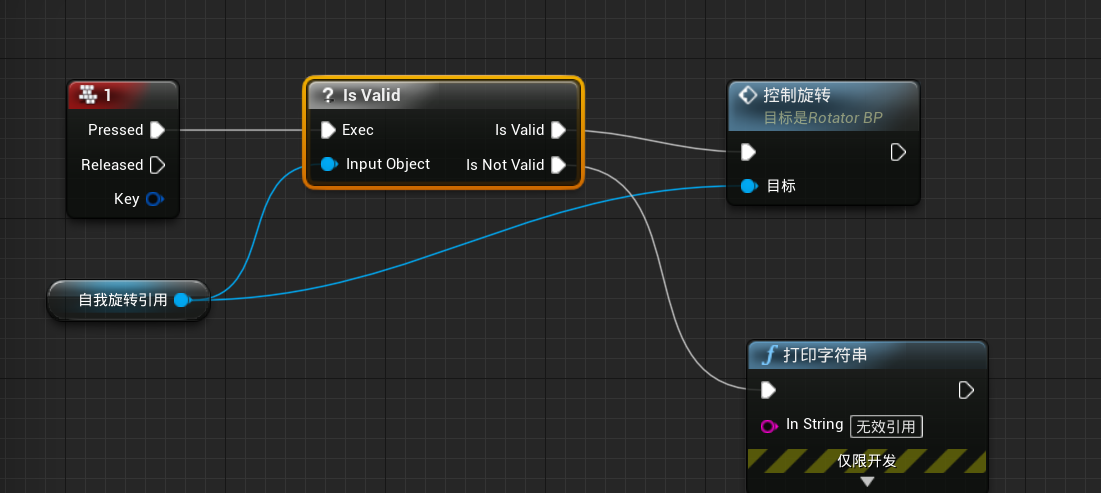 1
Pressed
Released
Key
? Is Valid
Exec
Is Valid
Input Object
Is Not Valid
控制旋转
目标是Rotator BP
目标
自我旋转引用
f 打印字符串
In String 无效引用
仅限开发